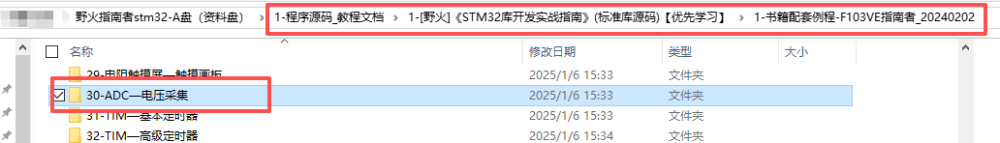 野火指南者stm32-A盘（资料盘） > 1-程序源码_教程文档 > 1-[野火]《STM32库开发实战指南》(标准库源码)【优先学习】 > 1-书籍配套例程-F103VE指南者_20240202
名称 修改日期 类型 大小
29-电阻触摸屏—触摸画板 2025/1/6 15:33 文件夹
30-ADC—电压采集 2025/1/6 15:33 文件夹
31-TIM—基本定时器 2025/1/6 15:33 文件夹
32-TIM—高级定时器 2025/1/6 15:34 文件夹